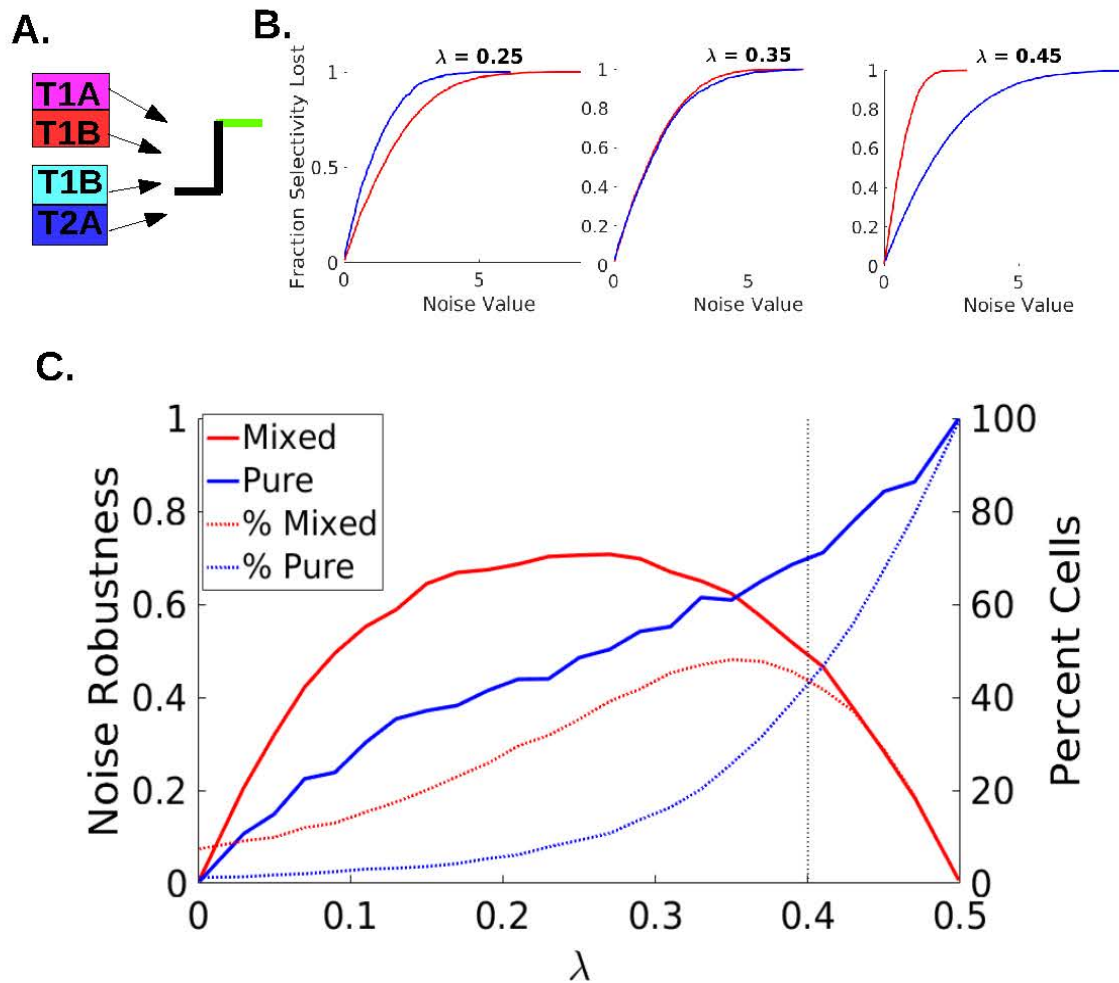 A.
T1A
T1B
T1B
T2A
B.
λ = 0.25
λ = 0.35
λ = 0.45
Fraction Selectivity Lost
1
0.5
0
0 5
Noise Value
1
0.8
0.6
0.4
0.2
0
0 5
Noise Value
1
0.8
0.6
0.4
0.2
0
0 5
Noise Value
C.
Noise Robustness
1
0.8
0.6
0.4
0.2
0
Mixed
Pure
% Mixed
% Pure
100
80
60
40
20
0
Percent Cells
0 0.1 0.2 0.3 0.4 0.5
λ